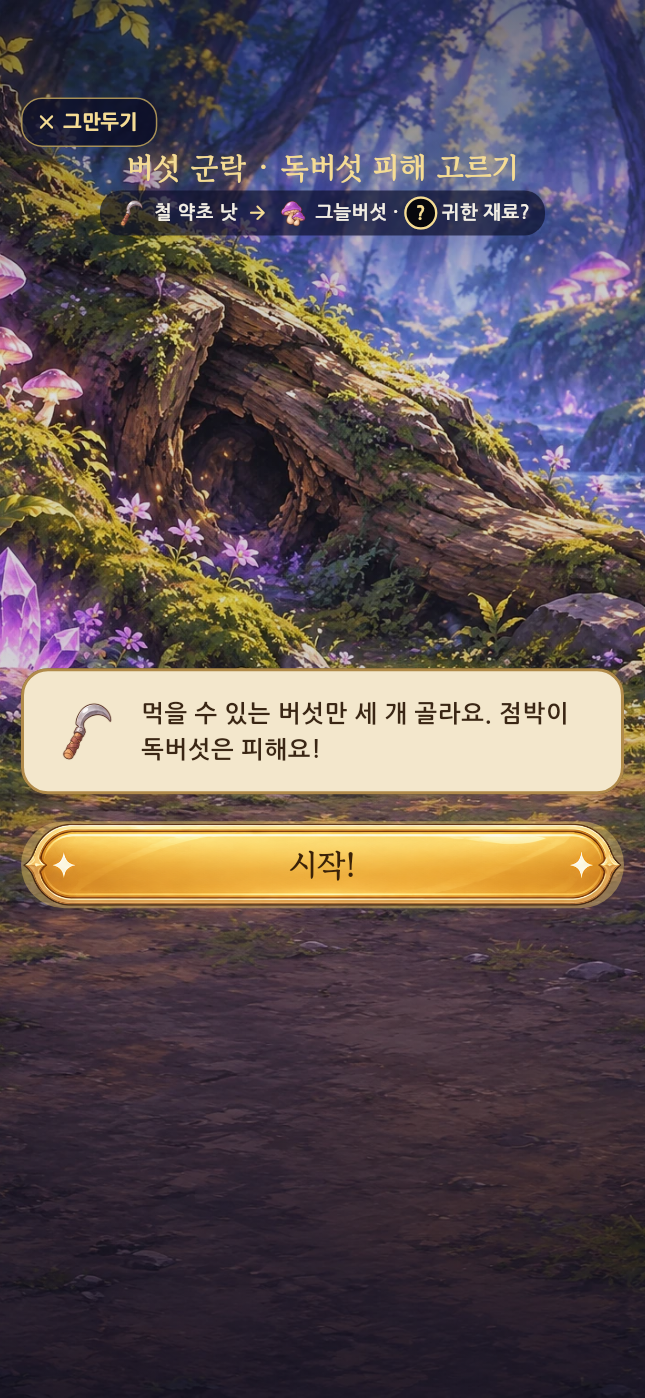 × 그만두기
버섯 군락 · 독버섯 피해 고르기
철 약초 낫 → 그늘버섯 · ? 귀한 재료?
먹을 수 있는 버섯만 세 개 골라요. 점박이
독버섯은 피해요!
시작!